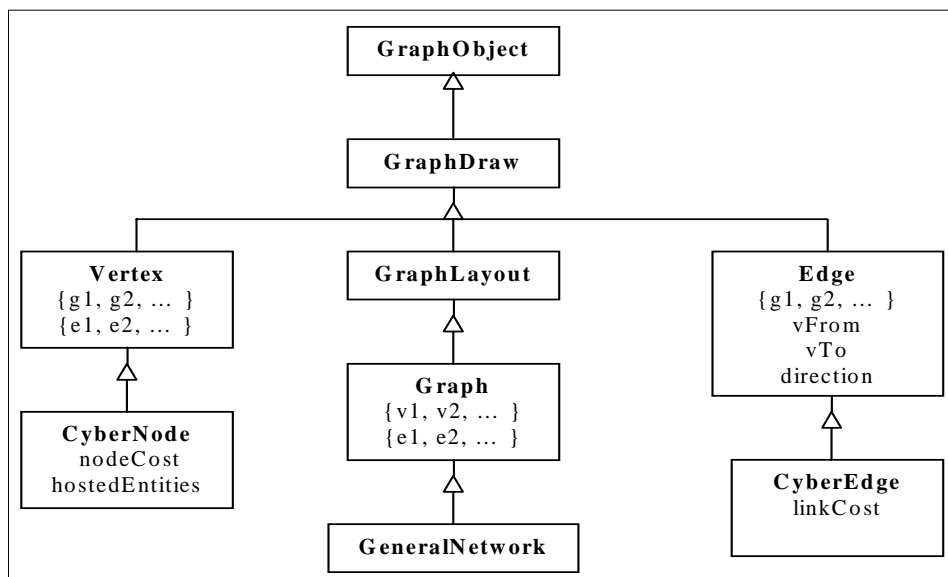 GraphObject
GraphDraw
Vertex
{g1, g2, ... }
{e1, e2, ... }
GraphLayout
Edge
{g1, g2, ... }
vFrom
vTo
direction
Graph
{v1, v2, ... }
{e1, e2, ... }
CyberNode
nodeCost
hostedEntities
CyberEdge
linkCost
GeneralNetwork